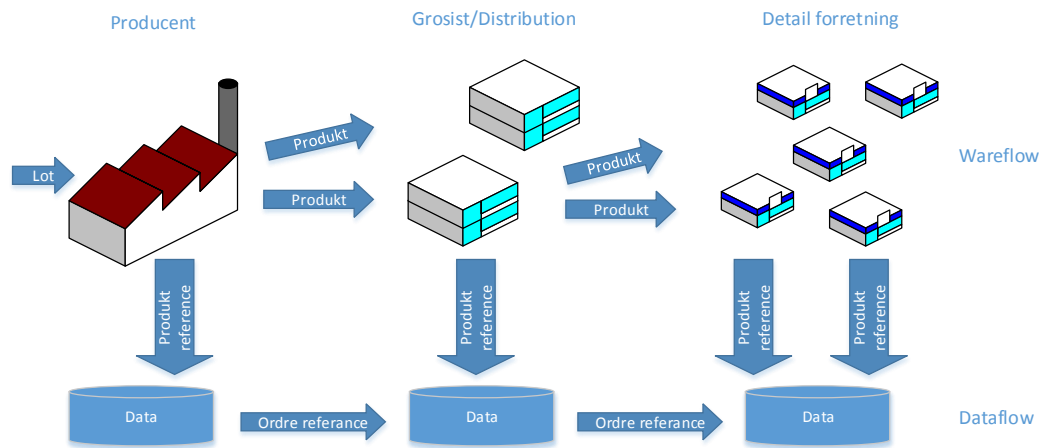 Producent
Grosist/Distribution
Detail forretning
Lot
Produkt
Produkt
Produkt
Produkt
Wareflow
Produkt
reference
Produkt
reference
Produkt
reference
Produkt
reference
Data
Ordre referance
Data
Ordre referance
Data
Dataflow